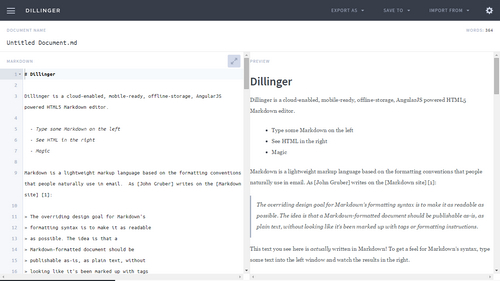 DILLINGER
EXPORT AS
SAVE TO
IMPORT FROM
DOCUMENT NAME
WORDS: 304
Untitled Document.md
MARKDOWN
1 # Dillinger
2
3 Dillinger is a cloud-enabled, mobile-ready, offline-storage, AngularJS
powered HTML5 Markdown editor.
4
5 - Type some Markdown on the left
6 - See HTML in the right
7 - Magic
8
9 Markdown is a lightweight markup language based on the formatting conventions
that people naturally use in email.  As [John Gruber] writes on the [Markdown
site] [1]:
10
11 > The overriding design goal for Markdown's
12 > formatting syntax is to make it as readable
13 > as possible. The idea is that a
14 > Markdown-formatted document should be
15 > publishable as-is, as plain text, without
16 > looking like it's been marked up with tags
PREVIEW
Dillinger
Dillinger is a cloud-enabled, mobile-ready, offline-storage, AngularJS powered HTML5
Markdown editor.
• Type some Markdown on the left
• See HTML in the right
• Magic
Markdown is a lightweight markup language based on the formatting conventions that people
naturally use in email. As [John Gruber] writes on the [Markdown site] [1]:
The overriding design goal for Markdown's formatting syntax is to make it as readable as
possible. The idea is that a Markdown-formatted document should be publishable as-is, as
plain text, without looking like it's been marked up with tags or formatting instructions.
This text you see here is actually written in Markdown! To get a feel for Markdown's syntax,
type some text into the left window and watch the results in the right.